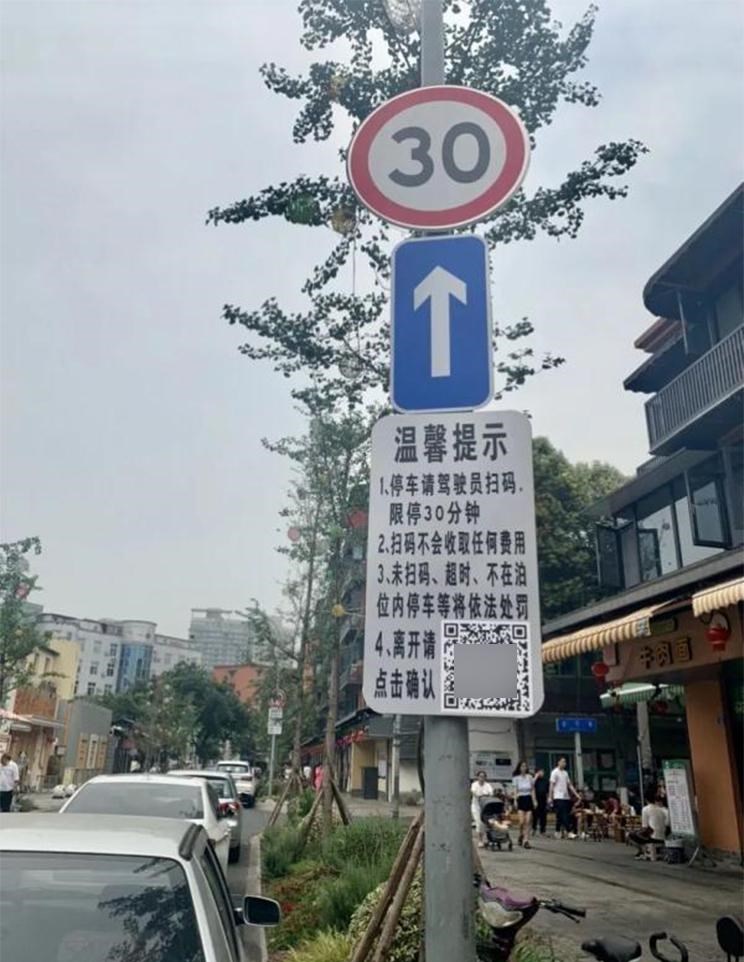 30
温馨提示
1、停车请驾驶员扫码.
限停30分钟
2、扫码不会收取任何费用
3、未扫码、超时、不在泊
位内停车等将依法处罚
4、离开请
点击确认
牛肉面